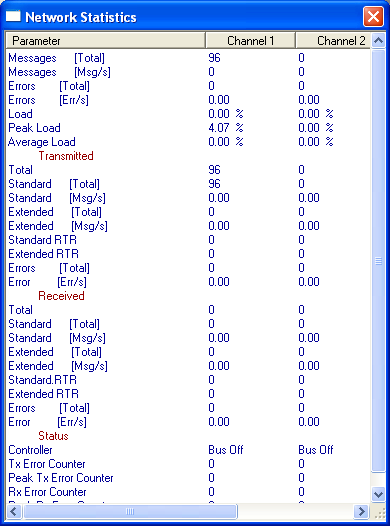 Network Statistics
Parameter Channel 1 Channel 2
Messages [Total] 96 0
Messages [Msg/s] 0 0
Errors [Total] 0 0
Errors [Err/s] 0.00 0.00
Load 0.00 % 0.00 %
Peak Load 4.07 % 0.00 %
Average Load 0.00 % 0.00 %
Transmitted
Total 96 0
Standard [Total] 96 0
Standard [Msg/s] 0.00 0.00
Extended [Total] 0 0
Extended [Msg/s] 0.00 0.00
Standard RTR 0 0
Extended RTR 0 0
Errors [Total] 0 0
Error [Err/s] 0.00 0.00
Received
Total 0 0
Standard [Total] 0 0
Standard [Msg/s] 0.00 0.00
Extended [Total] 0 0
Extended [Msg/s] 0.00 0.00
Standard.RTR 0 0
Extended RTR 0 0
Errors [Total] 0 0
Error [Err/s] 0.00 0.00
Status
Controller Bus Off Bus Off
Tx Error Counter 0 0
Peak Tx Error Counter 0 0
Rx Error Counter 0 0